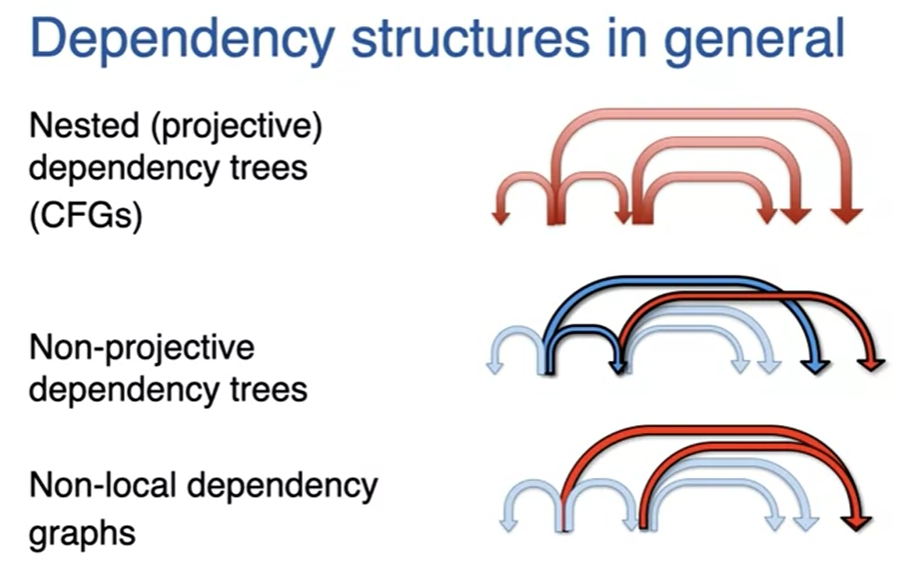 Dependency structures in general
Nested (projective)
dependency trees
(CFGs)
Non-projective
dependency trees
Non-local dependency
graphs